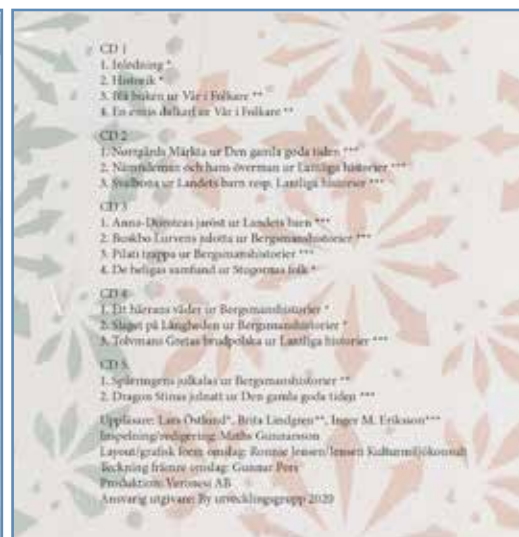 CD 1
1. Inledning *
2. Historik *
3. Blå boken ur Vår i Folkare **
4. En ensis dalkarl ur Vår i Folkare **
CD 2
1. Norrgårds Märkta ur Den gamla goda tiden ***
2. Nämndeman och hans överman ur Lantliga historier ***
3. Svalbona ur Landets barn resp. Lantliga historier ***
CD 3
1. Anna-Doroteas jaröst ur Landets barn ***
2. Buskbo Lurvens julotta ur Bergsmanshistorier ***
3. Pilati trappa ur Bergsmanshistorier ***
4. De heligas samfund ur Stugornas folk *
CD 4
1. Ett härrans väder ur Bergsmanshistorier *
2. Slaget på Långheden ur Bergsmanshistorier *
3. Tolvmans Gretas brudpolska ur Lantliga historier ***
CD 5
1. Spåringens julkalas ur Bergsmanshistorier **
2. Dragon Stinas julnatt ur Den gamla goda tiden ***
Uppläsare: Lars Östlund*, Brita Lindgren**, Inger M. Eriksson***
Inspelning/redigering: Maths Gunnarsson
Layout/grafisk form omslag: Ronnie Jensen/Jensen Kulturmiljökonsult
Teckning främre omslag: Gunnar Pers
Produktion: Veronesi AB
Ansvarig utgivare: By utvecklingsgrupp 2020